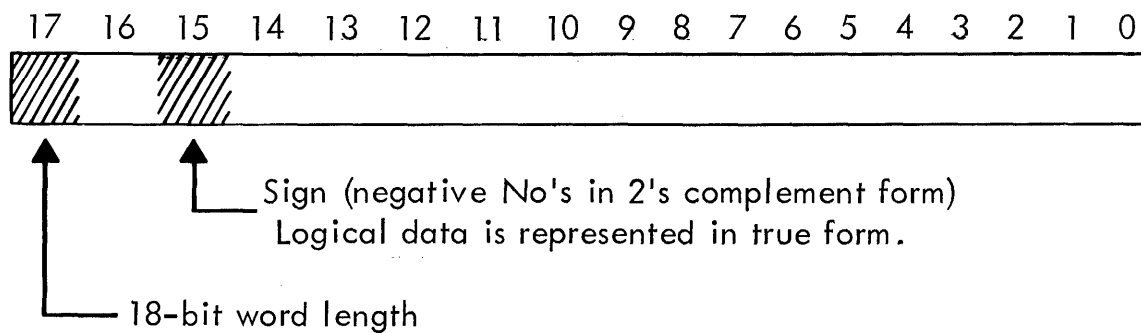 17 16 15 14 13 12 11 10 9 8 7 6 5 4 3 2 1 0
Sign (negative No's in 2's complement form)
Logical data is represented in true form.
18-bit word length